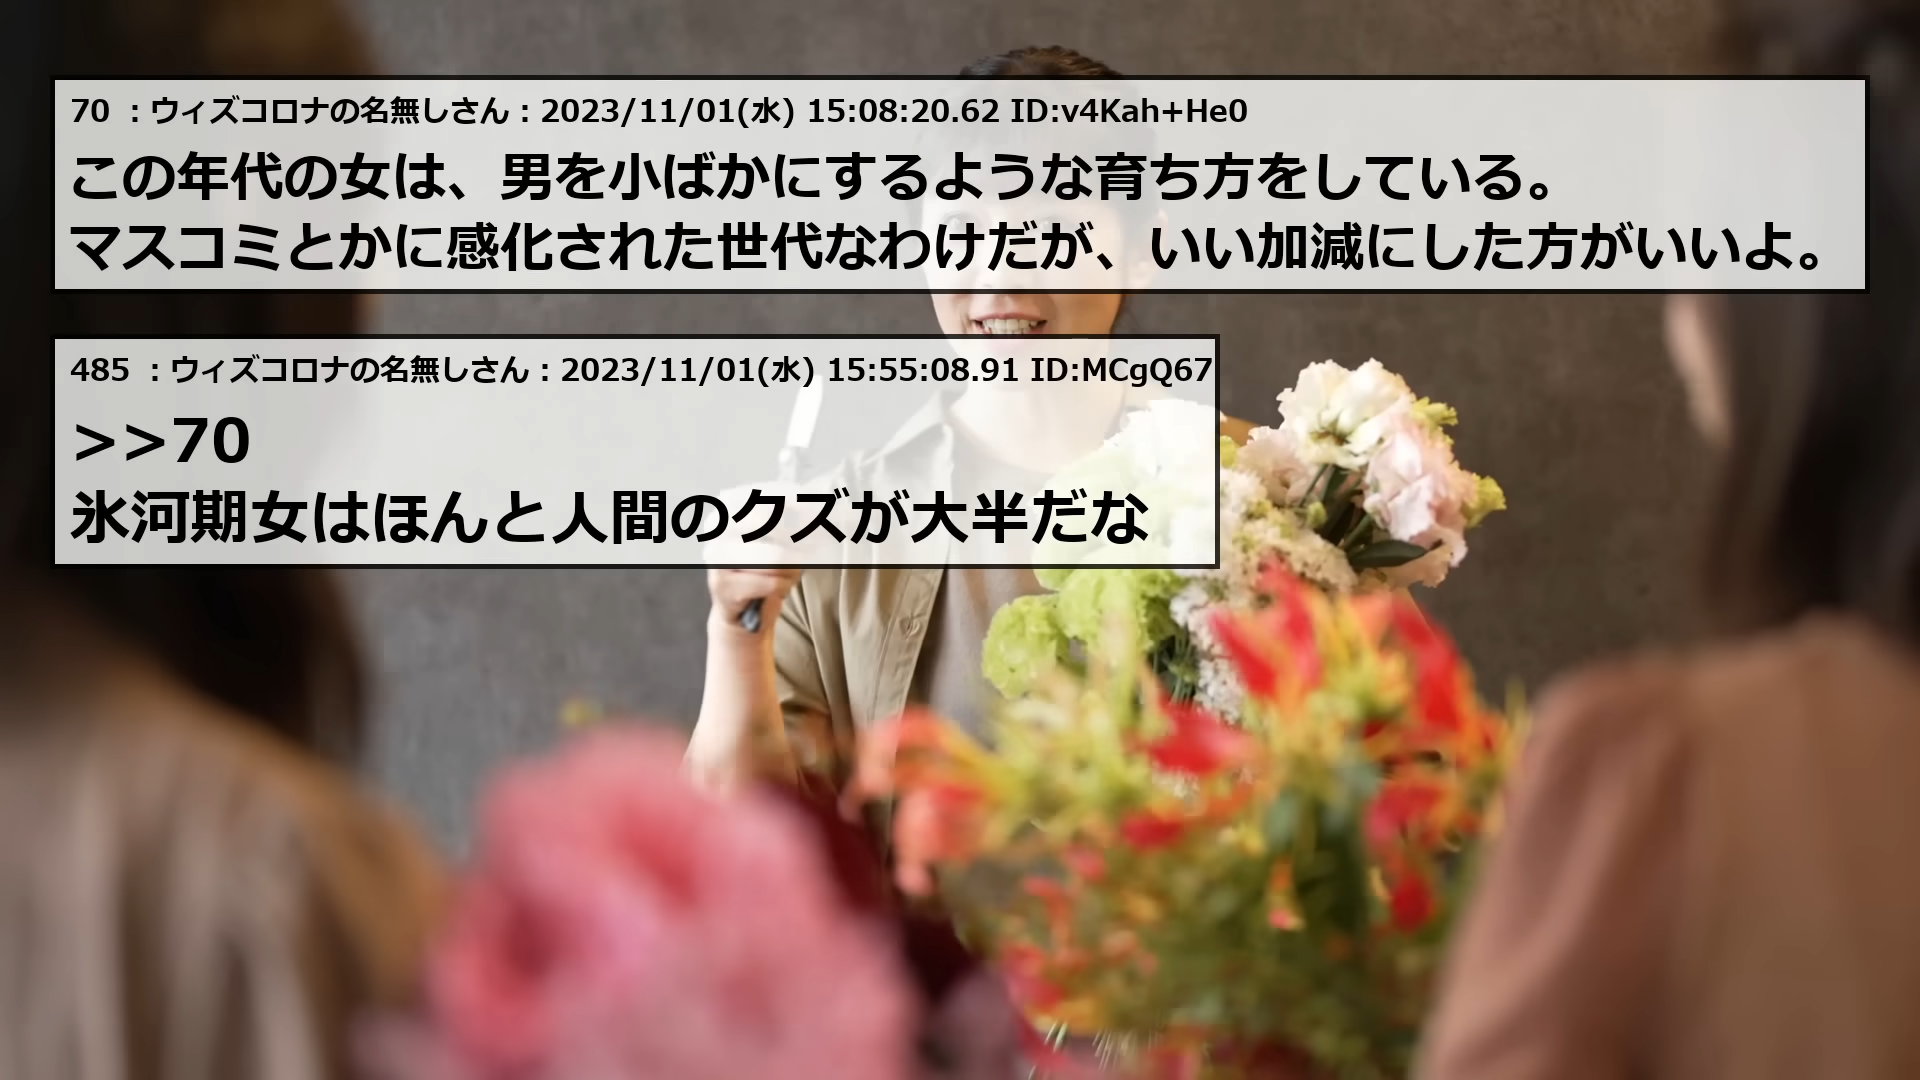 70 ：ウィズコロナの名無しさん：2023/11/01(水) 15:08:20.62 ID:v4Kah+He0
この年代の女は、男を小ばかにするような育ち方をしている。
マスコミとかに感化された世代なわけだが、いい加減にした方がいいよ。
485 ：ウィズコロナの名無しさん：2023/11/01(水) 15:55:08.91 ID:MCgQ67
>>70
氷河期女はほんと人間のクズが大半だな